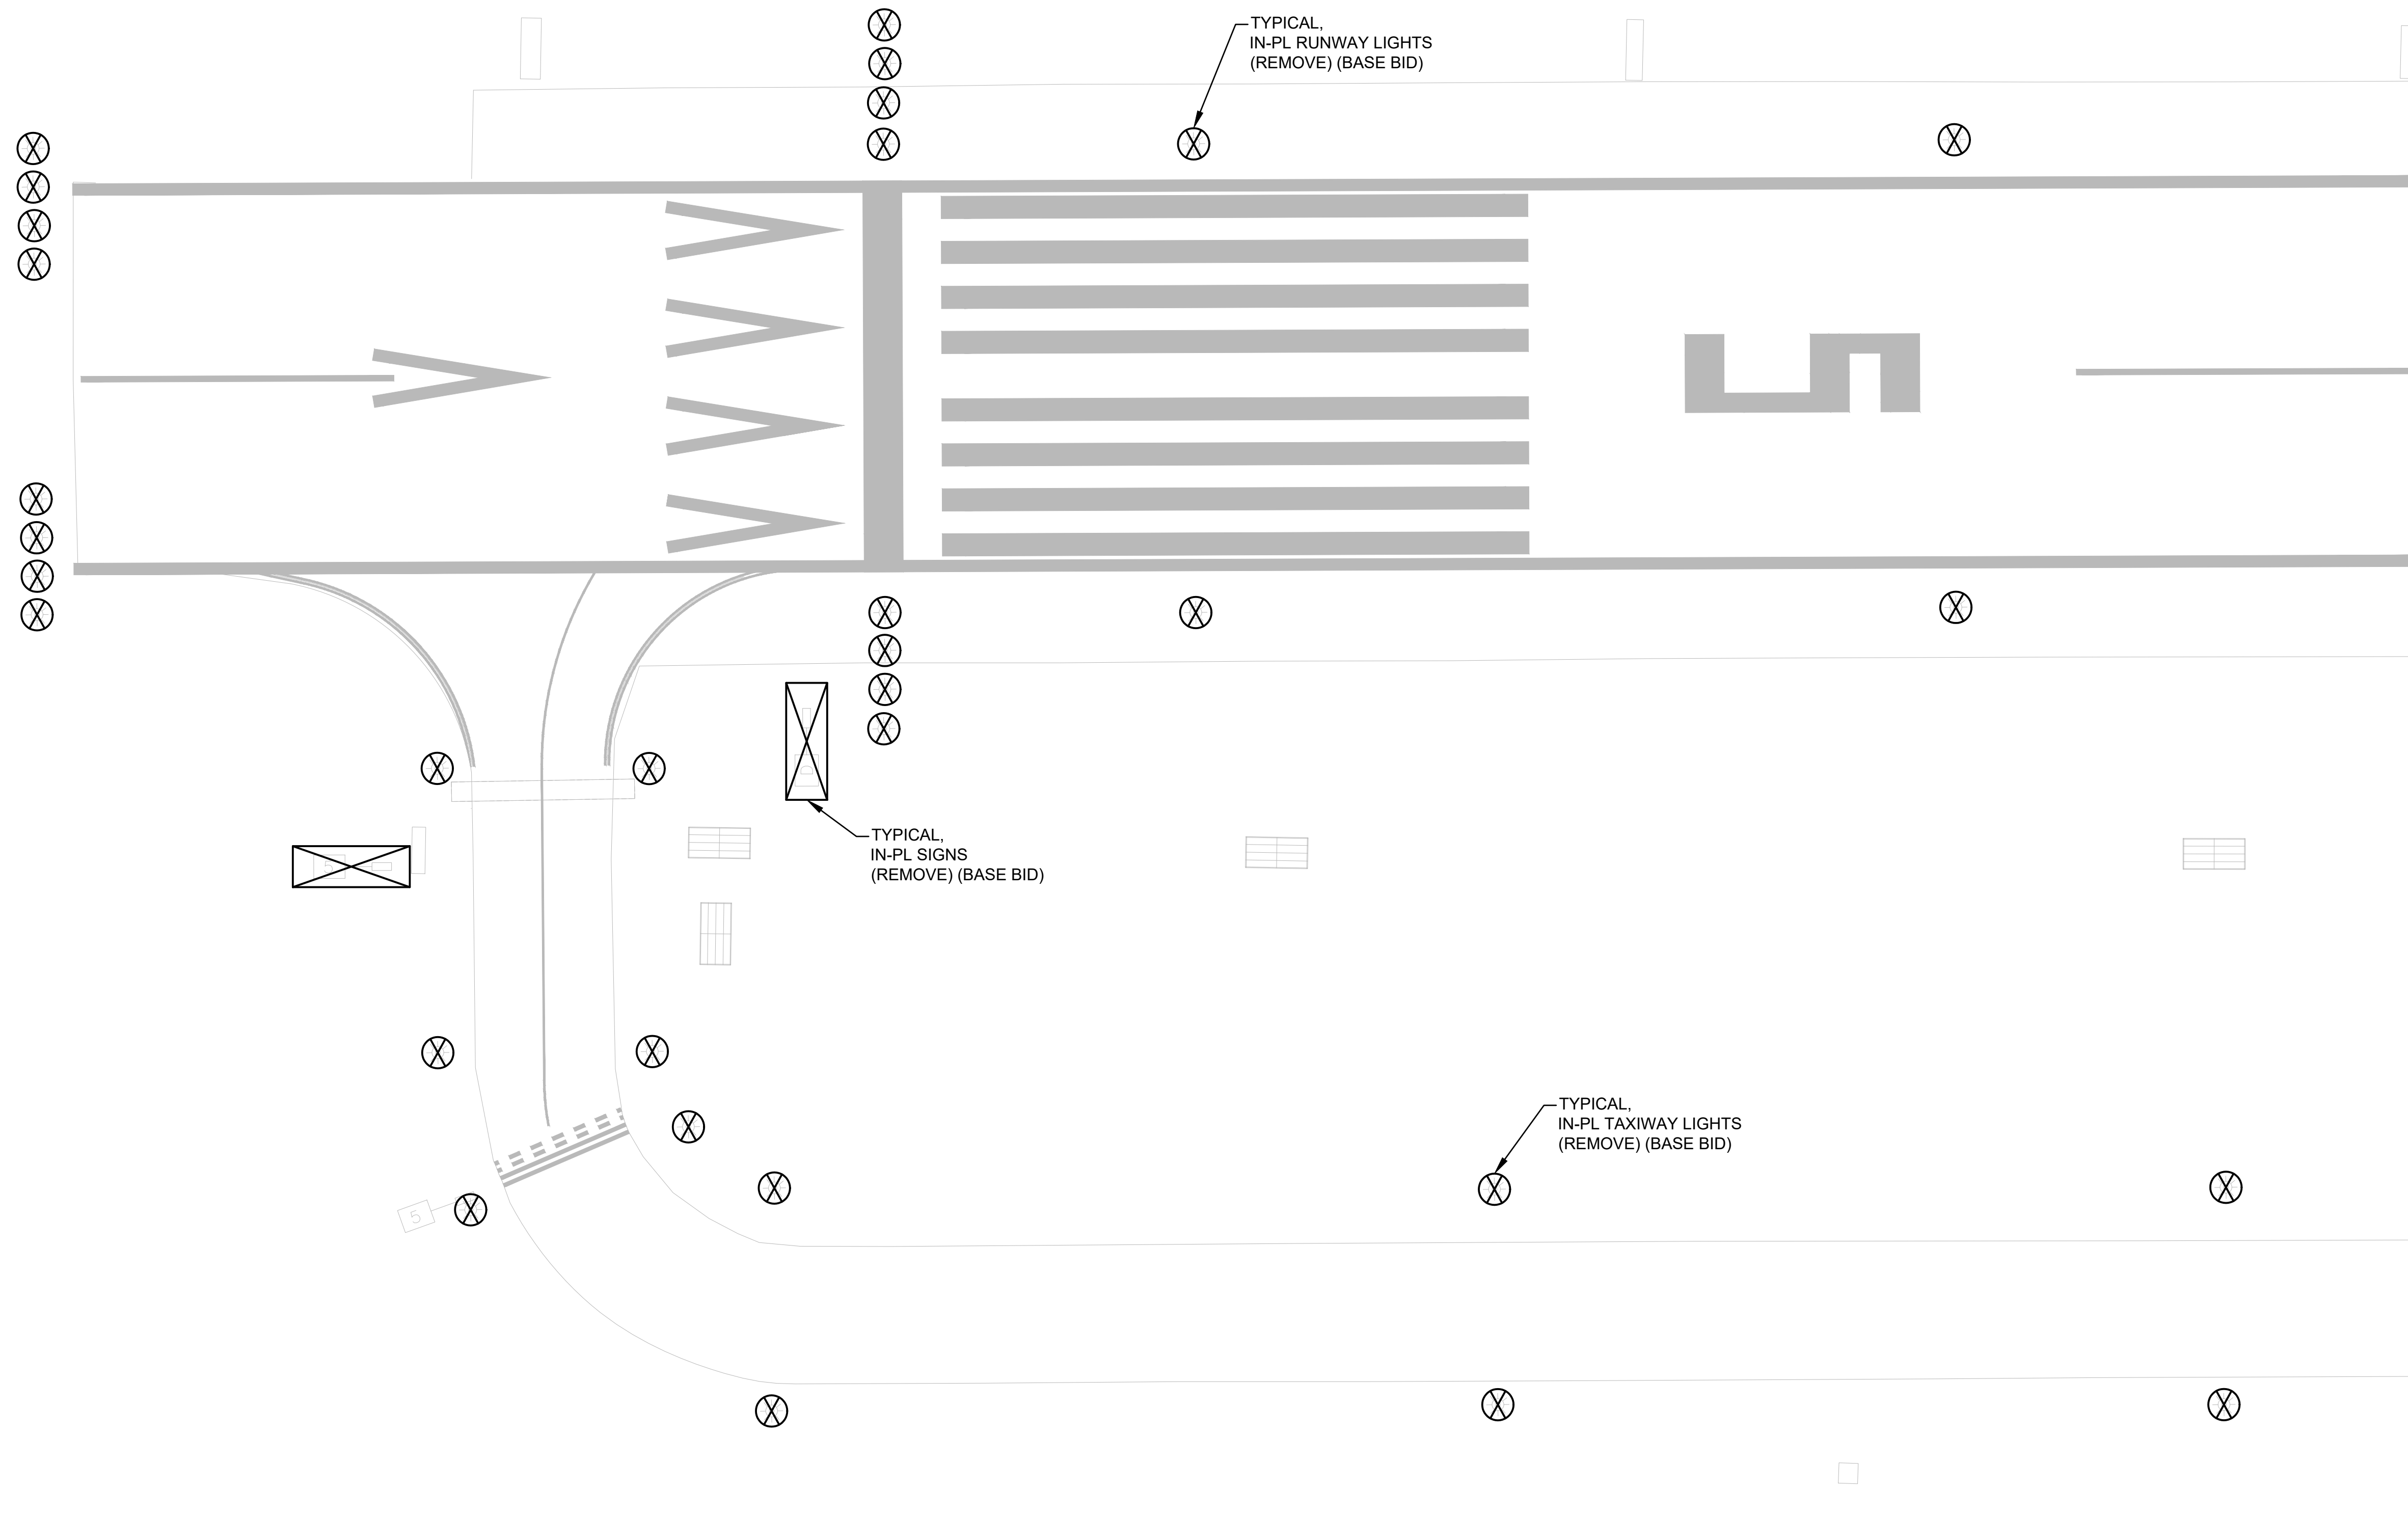 TYPICAL,
IN-PL RUNWAY LIGHTS
(REMOVE) (BASE BID)
5
TYPICAL,
IN-PL SIGNS
(REMOVE) (BASE BID)
TYPICAL,
IN-PL TAXIWAY LIGHTS
(REMOVE) (BASE BID)
5